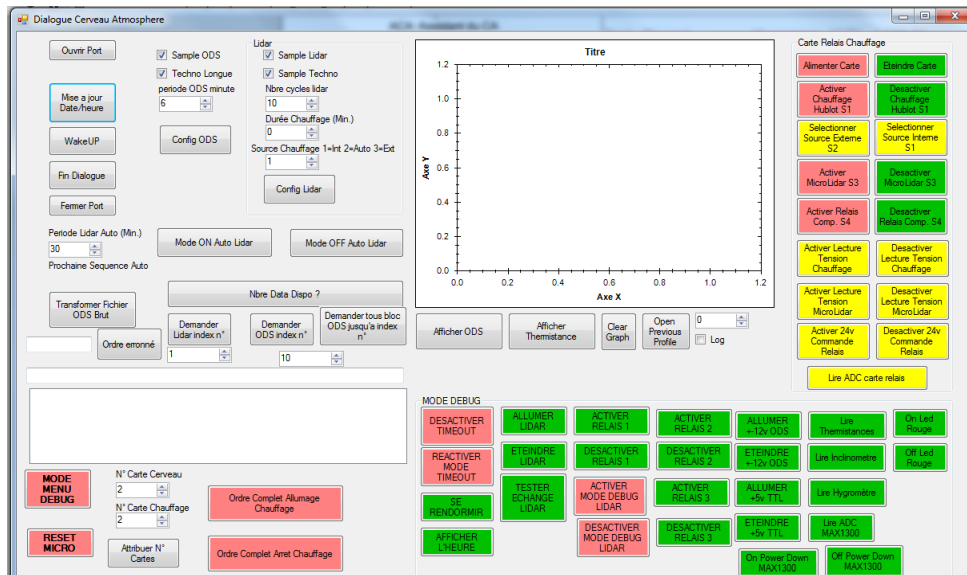 Dialogue Cerveau Atmosphere
Ouvrir Port
Mise a jour
Date/heure
WakeUP
Fin Dialogue
Fermer Port
Sample ODS
Techno Longue
periode ODS minute
6
Config ODS
Lidar
Sample Lidar
Sample Techno
Nbre cycles lidar
10
Durée Chauffage (Min.)
0
Source Chauffage 1=Int 2=Auto 3=Ext
1
Config Lidar
Periode Lidar Auto (Min.)
30
Prochaine Sequence Auto
Mode ON Auto Lidar
Mode OFF Auto Lidar
Transformer Fichier
ODS Brut
Nbre Data Dispo ?
Ordre erronné
Demander
Lidar index n°
1
Demander
ODS index n°
10
Demander tous bloc
ODS jusqu'a index
n°
Titre
Axe Y
1.2
1.0
0.8
0.6
0.4
0.2
0.0
0.0 0.2 0.4 0.6 0.8 1.0 1.2
Axe X
Afficher ODS
Afficher
Themistance
Clear
Graph
Open
Previous
Profile
0
Log
Carte Relais Chauffage
Alimenter Carte
Eteindre Carte
Activer
Chauffage
Hublot S1
Desactiver
Chauffage
Hublot S1
Selectionner
Source Externe
S2
Selectionner
Source Interne
S1
Activer
MicroLidar S3
Desactiver
MicroLidar S3
Activer Relais
Comp. S4
Desactiver
Relais Comp. S4
Activer Lecture
Tension
Chauffage
Desactiver
Lecture Tension
Chauffage
Activer Lecture
Tension
MicroLidar
Desactiver
Lecture Tension
MicroLidar
Activer 24v
Commande
Relais
Desactiver 24v
Commande
Relais
Lire ADC carte relais
MODE
MENU
DEBUG
RESET
MICRO
N° Carte Cerveau
2
N° Carte Chauffage
2
Attribuer N°
Cartes
Ordre Complet Allumage
Chauffage
Ordre Complet Arret Chauffage
MODE DEBUG
DESACTIVER
TIMEOUT
REACTIVER
MODE
TIMEOUT
SE
RENDORMIR
AFFICHER
L'HEURE
ALLUMER
LIDAR
ETEINDRE
LIDAR
TESTER
ECHANGE
LIDAR
ACTIVER
RELAIS 1
DESACTIVER
RELAIS 1
ACTIVER
MODE DEBUG
LIDAR
DESACTIVER
MODE DEBUG
LIDAR
ACTIVER
RELAIS 2
DESACTIVER
RELAIS 2
ACTIVER
RELAIS 3
DESACTIVER
RELAIS 3
ALLUMER
+-12v ODS
ETEINDRE
+-12v ODS
ALLUMER
+5v TTL
ETEINDRE
+5v TTL
On Power Down
MAX1300
Lire
Themistances
Lire Inclinometre
Lire Hygromètre
Lire ADC
MAX1300
Off Power Down
MAX1300
On Led
Rouge
Off Led
Rouge